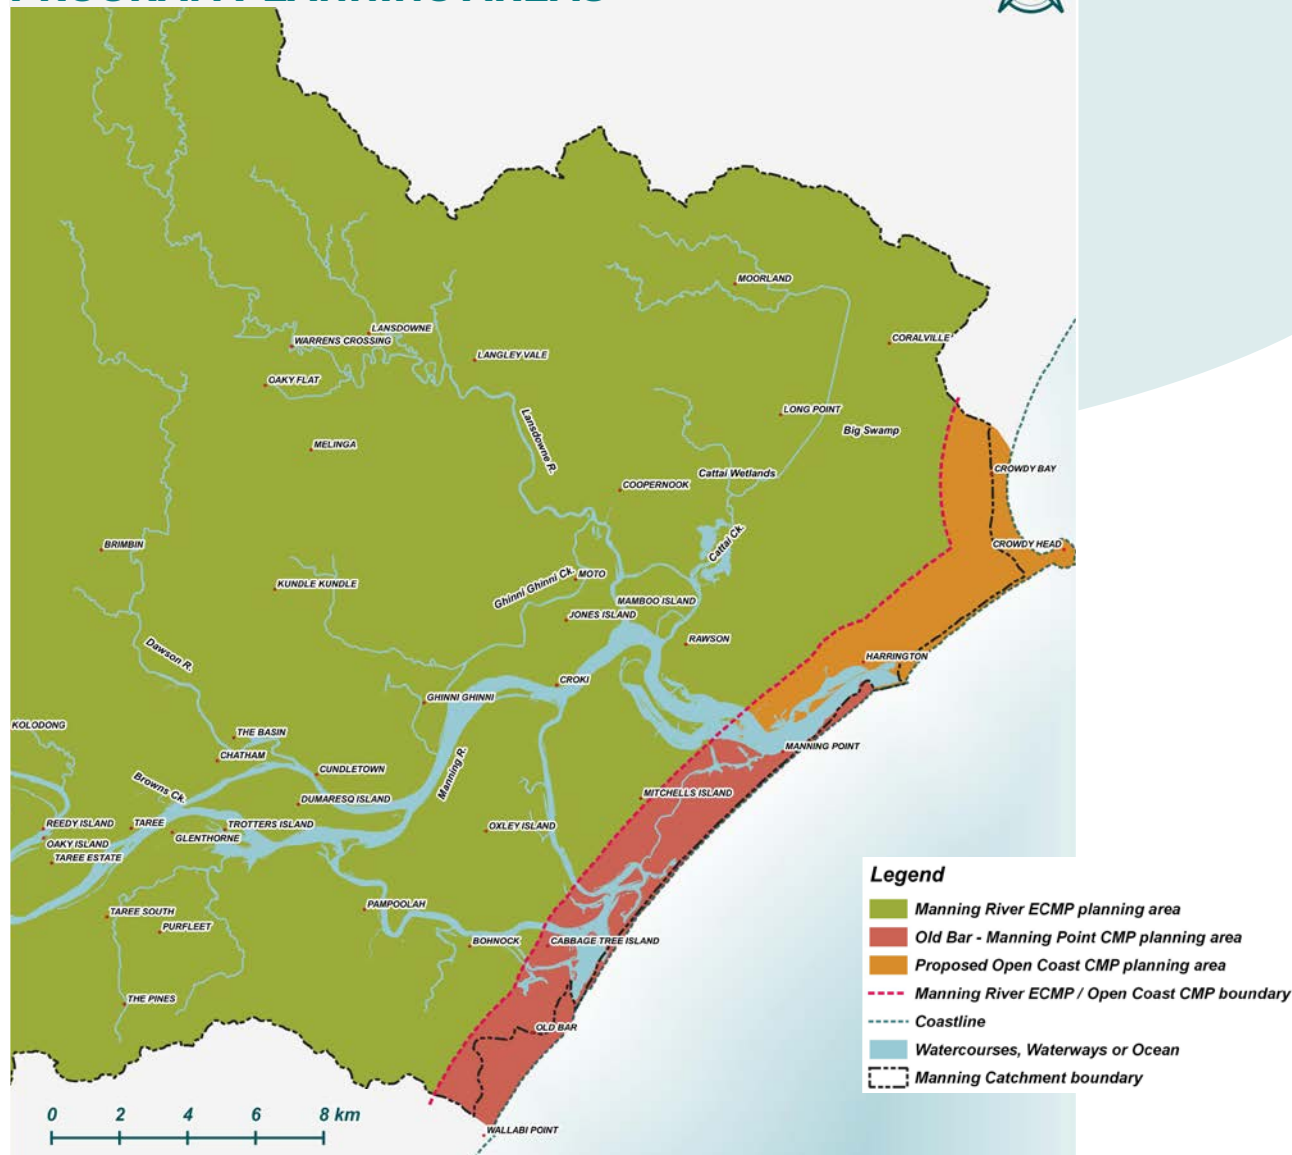 PROGRAM PLANNING AREAS
MOORLAND
LANSDOWNE
WARRENS CROSSING
CORALVILLE
LANGLEY VALE
OAKY FLAT
LONG POINT
Lansdowne R.
Big Swamp
MELINGA
CROWDY BAY
Cattai Wetlands
COOPERNOOK
BRIMBIN
Cattai Ck.
CROWDY HEAD
KUNDLE KUNDLE
Ghinni Ghinni Ck.
MOTO
MAMBOO ISLAND
JONES ISLAND
RAWSON
Dawson R.
HARRINGTON
CROKI
GHINNI GHINNI
KOLODONG
THE BASIN
MANNING POINT
CHATHAM
CUNDLETOWN
Manning R.
Browns Ck.
DUMARESQ ISLAND
MITCHELLS ISLAND
REEDY ISLAND
TAREE
TROTTERS ISLAND
OXLEY ISLAND
OAKY ISLAND
GLENTHORNE
TAREE ESTATE
PAMPOOLAH
TAREE SOUTH
PURFLEET
BOHNOCK
CABBAGE TREE ISLAND
THE PINES
OLD BAR
WALLABI POINT
0 2 4 6 8 km
Legend
Manning River ECMP planning area
Old Bar - Manning Point CMP planning area
Proposed Open Coast CMP planning area
Manning River ECMP / Open Coast CMP boundary
Coastline
Watercourses, Waterways or Ocean
Manning Catchment boundary